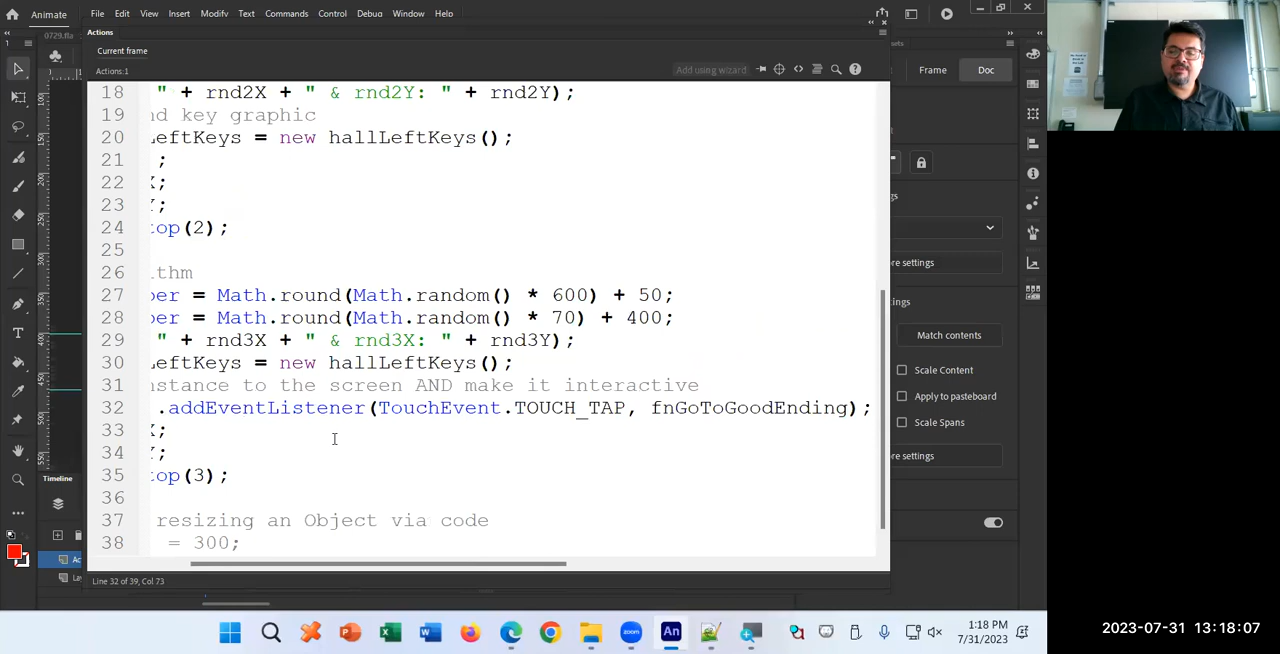 Animate File Edit View Insert Modify Text Commands Control Debug Window Help
0729.fla
Actions
Current frame
Actions:1 Add using wizard
18 " + rnd2X + " & rnd2Y: " + rnd2Y);
19 nd key graphic
20 LeftKeys = new hallLeftKeys();
21 ;
22 X;
23 Y;
24 top(2);
25
26 ithm
27 ber = Math.round(Math.random() * 600) + 50;
28 ber = Math.round(Math.random() * 70) + 400;
29 " + rnd3X + " & rnd3Y: " + rnd3Y);
30 LeftKeys = new hallLeftKeys();
31 nstance to the screen AND make it interactive
32 .addEventListener(TouchEvent.TOUCH_TAP, fnGoToGoodEnding);
33 X;
34 Y;
35 top(3);
36
37 resizing an Object via code
38 = 300;
Line 32 of 39, Col 73
Frame Doc
re settings
Match contents
Scale Content
Apply to pasteboard
Scale Spans
re settings
Timeline
1:18 PM
7/31/2023
2023-07-31 13:18:07